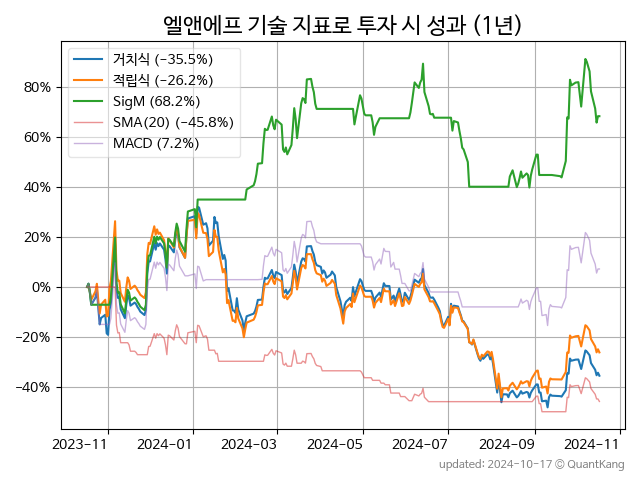 엘앤에프 기술 지표로 투자 시 성과 (1년)
거치식 (−35.5%)
적립식 (−26.2%)
SigM (68.2%)
SMA(20) (−45.8%)
MACD (7.2%)
80%
60%
40%
20%
0%
−20%
−40%
2023-11 2024-01 2024-03 2024-05 2024-07 2024-09 2024-11
updated: 2024-10-17 © QuantKang